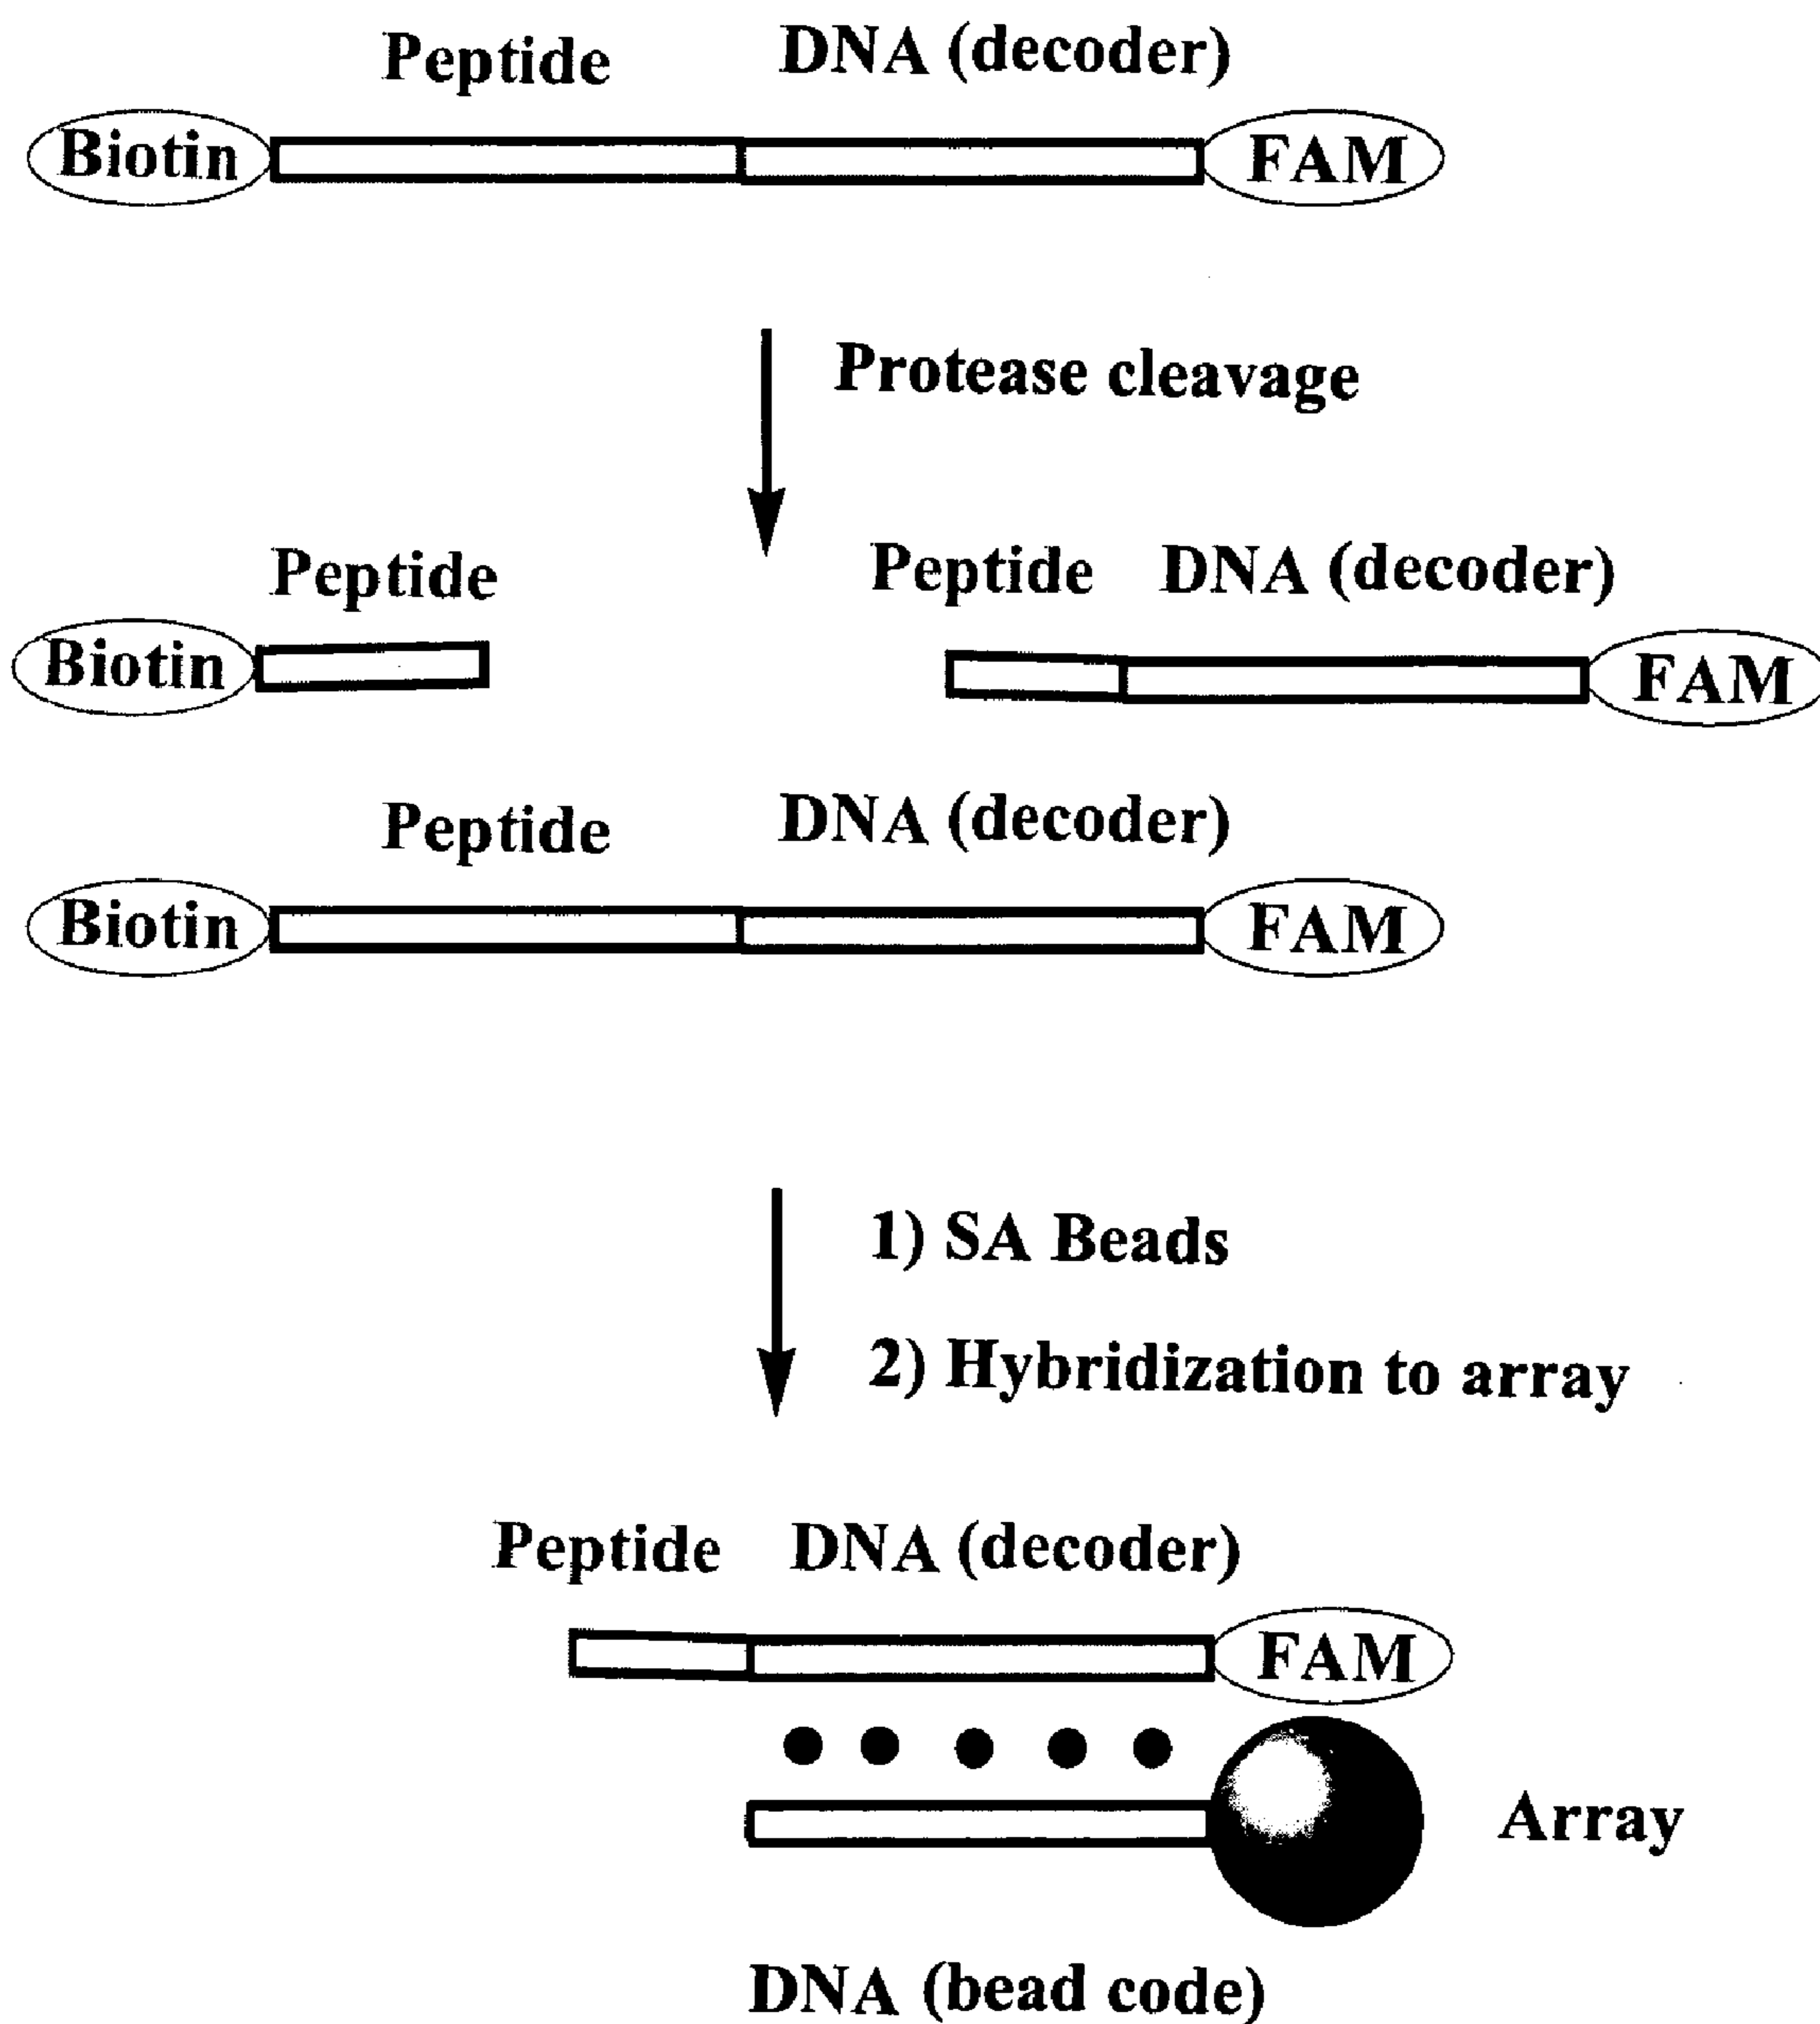 Peptide DNA (decoder)
Biotin FAM
Protease cleavage
Peptide Peptide DNA (decoder)
Biotin FAM
Peptide DNA (decoder)
Biotin FAM
1) SA Beads
2) Hybridization to array
Peptide DNA (decoder)
FAM
Array
DNA (bead code)